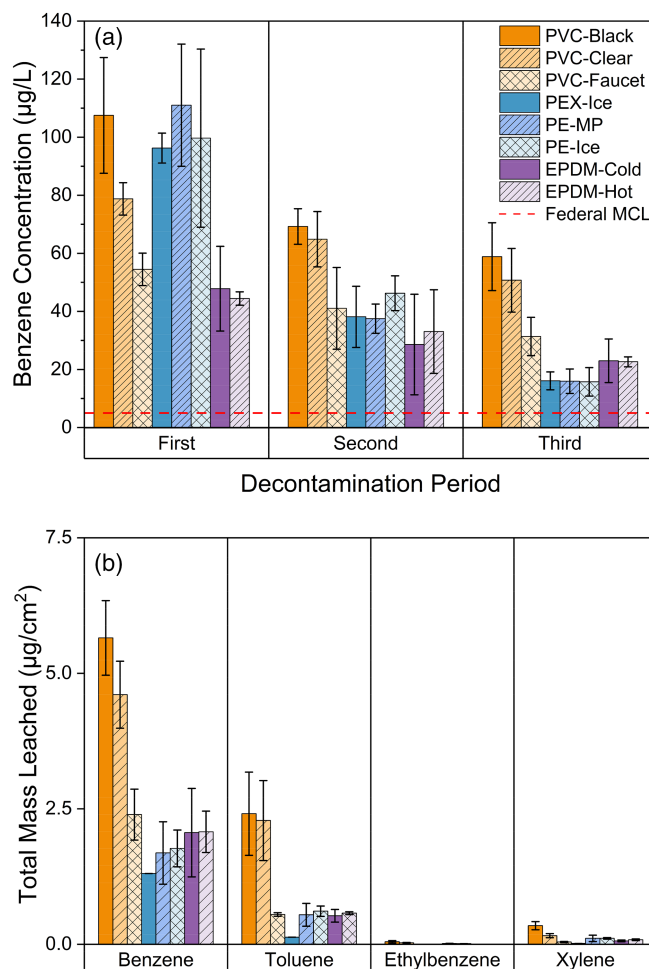 (a)
Benzene Concentration (µg/L)
140
120
100
80
60
40
20
0
PVC-Black
PVC-Clear
PVC-Faucet
PEX-Ice
PE-MP
PE-Ice
EPDM-Cold
EPDM-Hot
Federal MCL
First Second Third
Decontamination Period
(b)
Total Mass Leached (µg/cm²)
7.5
5.0
2.5
0.0
Benzene Toluene Ethylbenzene Xylene